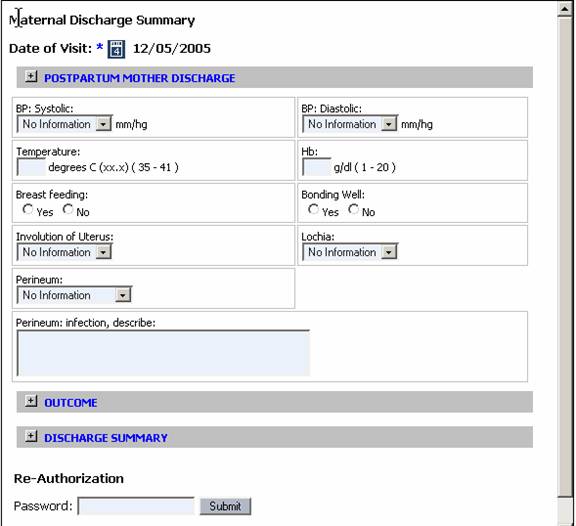 Maternal Discharge Summary
Date of Visit: * 12/05/2005
+ POSTPARTUM MOTHER DISCHARGE
BP: Systolic: BP: Diastolic:
No Information mm/hg No Information mm/hg
Temperature: Hb:
degrees C (xx.x) ( 35 - 41 ) g/dl ( 1 - 20 )
Breast feeding: Bonding Well:
Yes No Yes No
Involution of Uterus: Lochia:
No Information No Information
Perineum:
No Information
Perineum: infection, describe:
+ OUTCOME
+ DISCHARGE SUMMARY
Re-Authorization
Password: Submit